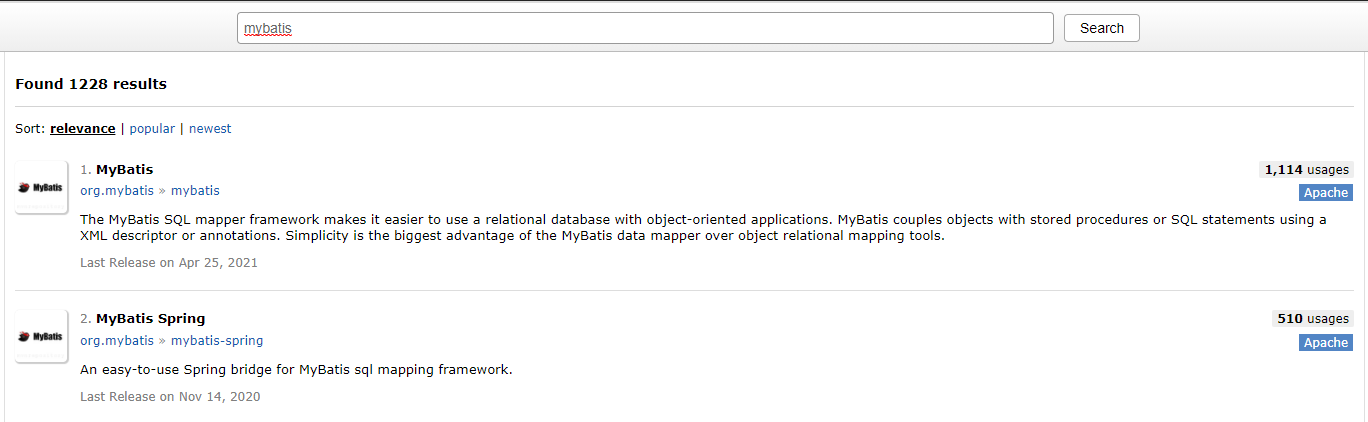 mybatis Search
Found 1228 results
Sort: relevance | popular | newest
MyBatis
1. MyBatis 1,114 usages
org.mybatis » mybatis Apache
The MyBatis SQL mapper framework makes it easier to use a relational database with object-oriented applications. MyBatis couples objects with stored procedures or SQL statements using a
XML descriptor or annotations. Simplicity is the biggest advantage of the MyBatis data mapper over object relational mapping tools.
Last Release on Apr 25, 2021
MyBatis
2. MyBatis Spring 510 usages
org.mybatis » mybatis-spring Apache
An easy-to-use Spring bridge for MyBatis sql mapping framework.
Last Release on Nov 14, 2020